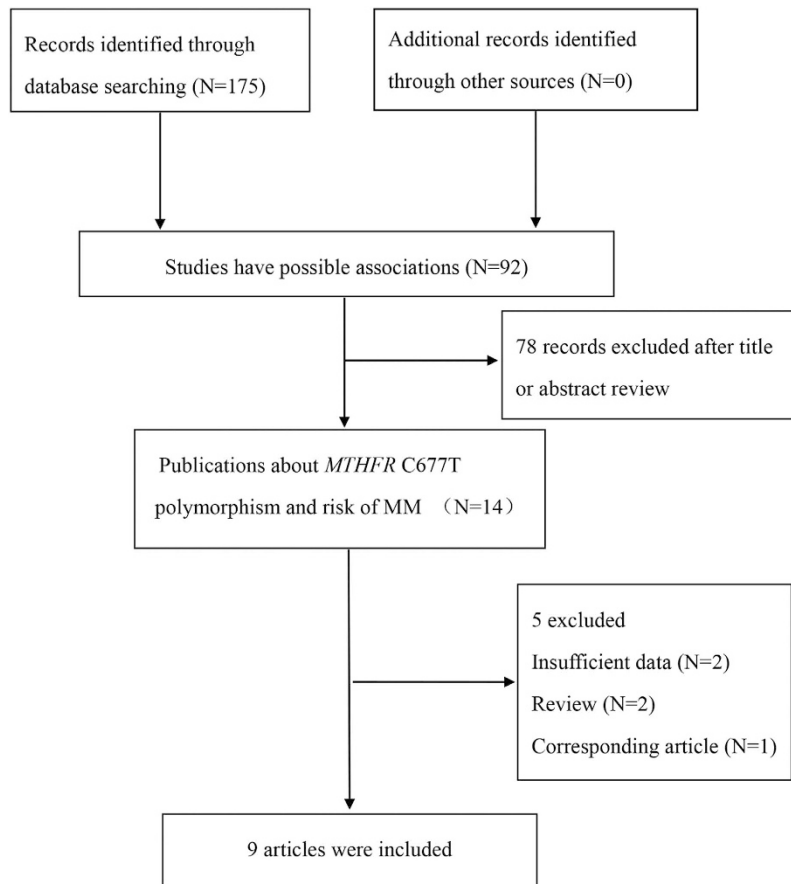 Records identified through
database searching (N=175)
Additional records identified
through other sources (N=0)
Studies have possible associations (N=92)
78 records excluded after title
or abstract review
Publications about MTHFR C677T
polymorphism and risk of MM （N=14）
5 excluded
Insufficient data (N=2)
Review (N=2)
Corresponding article (N=1)
9 articles were included